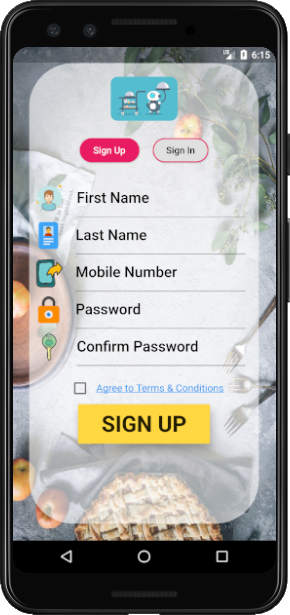 6:15
Sign Up
Sign In
First Name
Last Name
Mobile Number
Password
Confirm Password
Agree to Terms & Conditions
SIGN UP